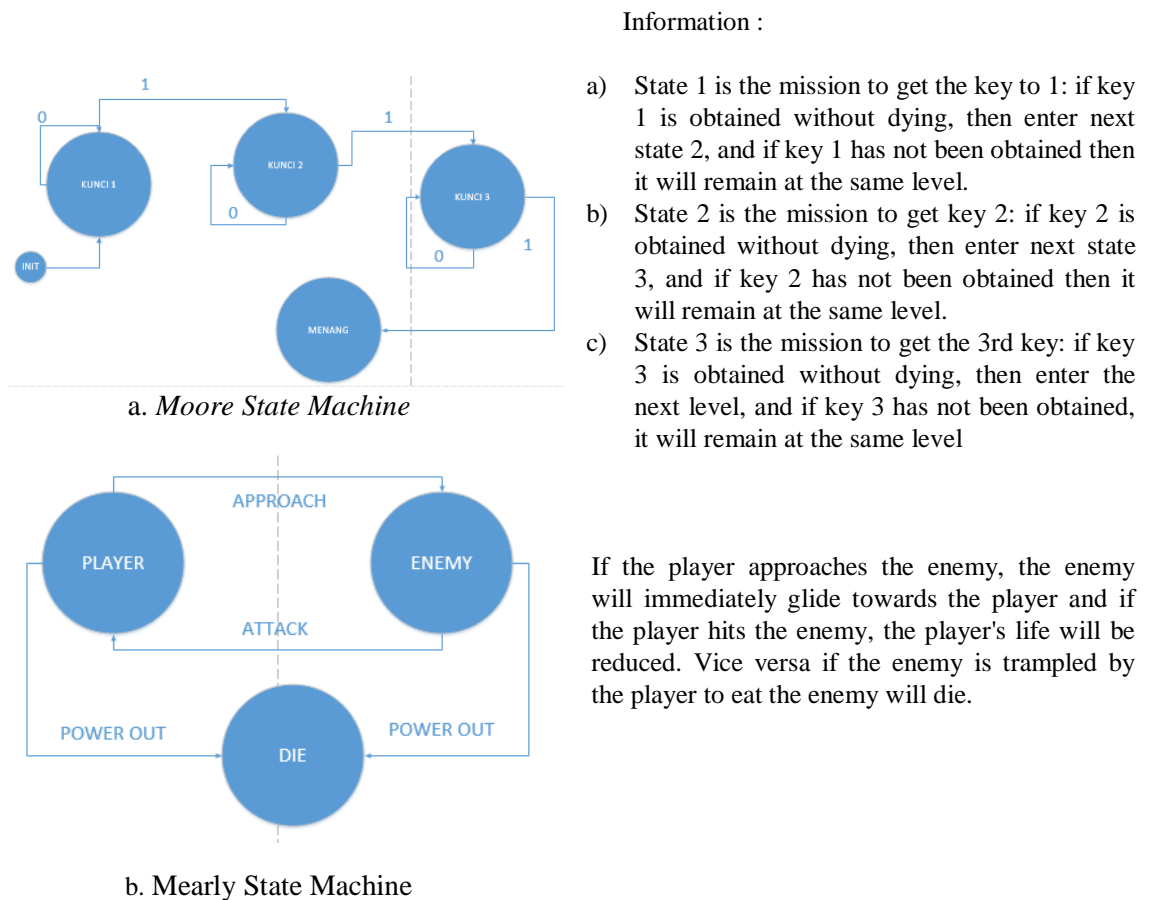 1
0
KUNCI 1
INIT
KUNCI 2
0
1
KUNCI 3
0
1
MENANG
a. Moore State Machine
APPROACH
PLAYER
ENEMY
ATTACK
POWER OUT
POWER OUT
DIE
b. Mearly State Machine
Information :
a) State 1 is the mission to get the key to 1: if key
1 is obtained without dying, then enter next
state 2, and if key 1 has not been obtained then
it will remain at the same level.
b) State 2 is the mission to get key 2: if key 2 is
obtained without dying, then enter next state
3, and if key 2 has not been obtained then it
will remain at the same level.
c) State 3 is the mission to get the 3rd key: if key
3 is obtained without dying, then enter the
next level, and if key 3 has not been obtained,
it will remain at the same level
If the player approaches the enemy, the enemy
will immediately glide towards the player and if
the player hits the enemy, the player's life will be
reduced. Vice versa if the enemy is trampled by
the player to eat the enemy will die.